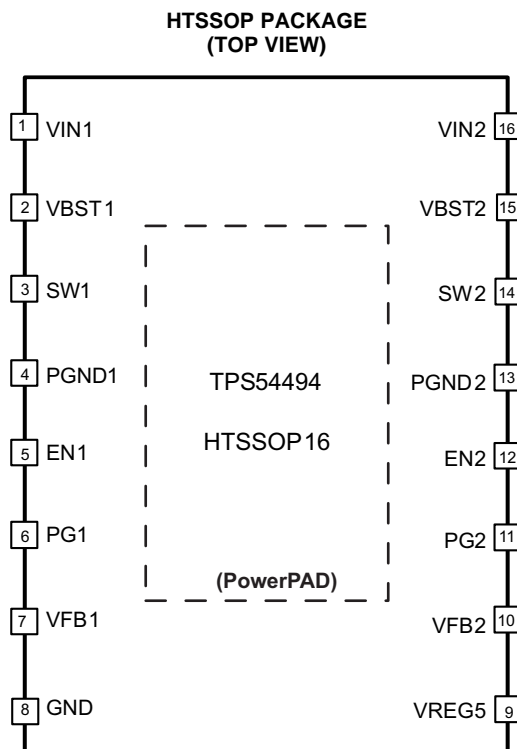 HTSSOP PACKAGE
(TOP VIEW)
1 VIN1
VIN2 16
2 VBST1
VBST2 15
3 SW1
SW2 14
4 PGND1
PGND2 13
5 EN1
EN2 12
6 PG1
PG2 11
7 VFB1
VFB2 10
8 GND
VREG5 9
TPS54494
HTSSOP16
(PowerPAD)